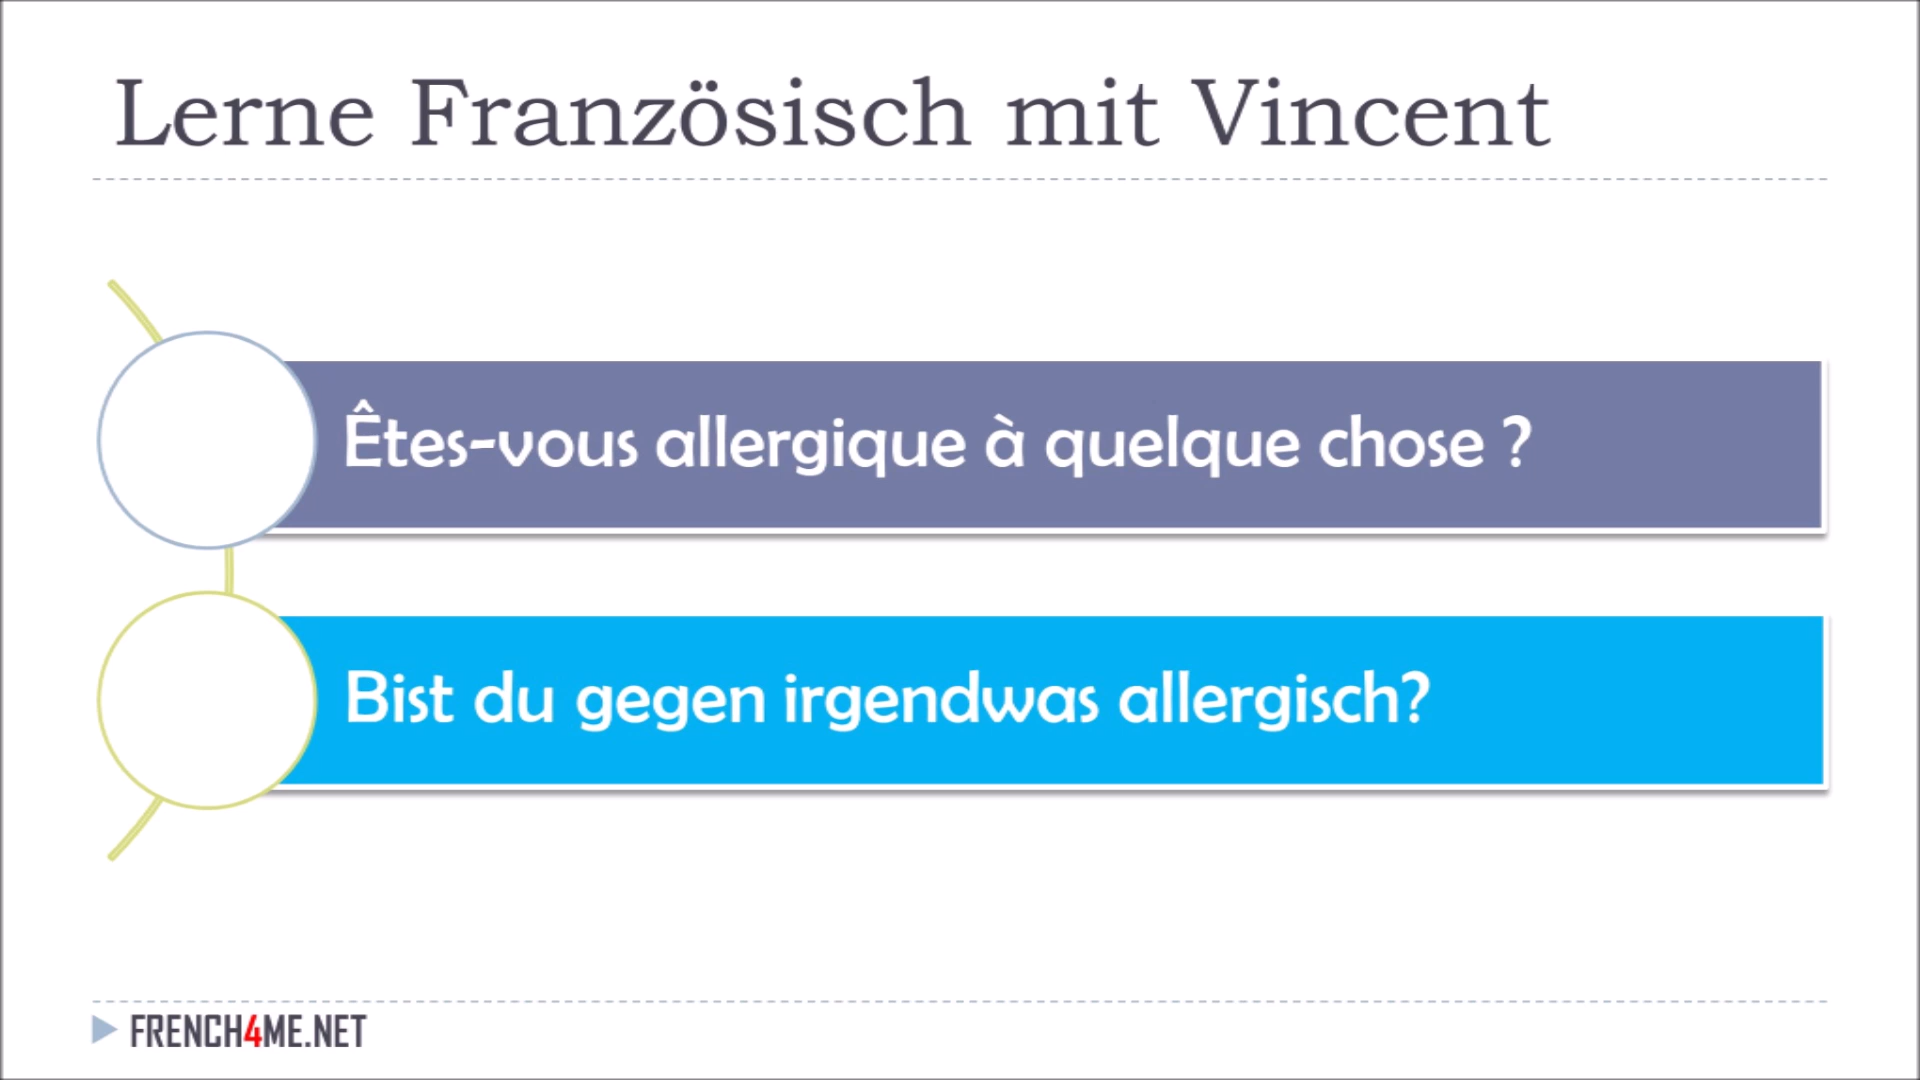 Lerne Französisch mit Vincent
Êtes-vous allergique à quelque chose ?
Bist du gegen irgendwas allergisch?
FRENCH4ME.NET